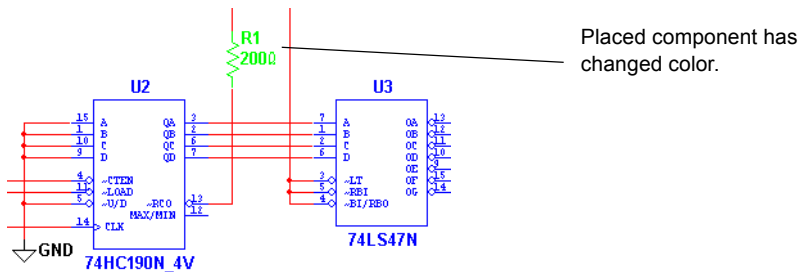 R1
200Ω
Placed component has
changed color.
U2
U3
15 A QA 3
1 B QB 2
10 C QC 6
9 D QD 7
4 ~CTEN
11 ~LOAD
5 ~U/D ~RCO 13
MAX/MIN 12
14 CLK
74HC190N_4V
GND
7 A OA 13
1 B OB 12
2 C OC 11
6 D OD 10
OE 9
3 ~LT OF 15
5 ~RBI OG 14
4 ~BI/RBO
74LS47N